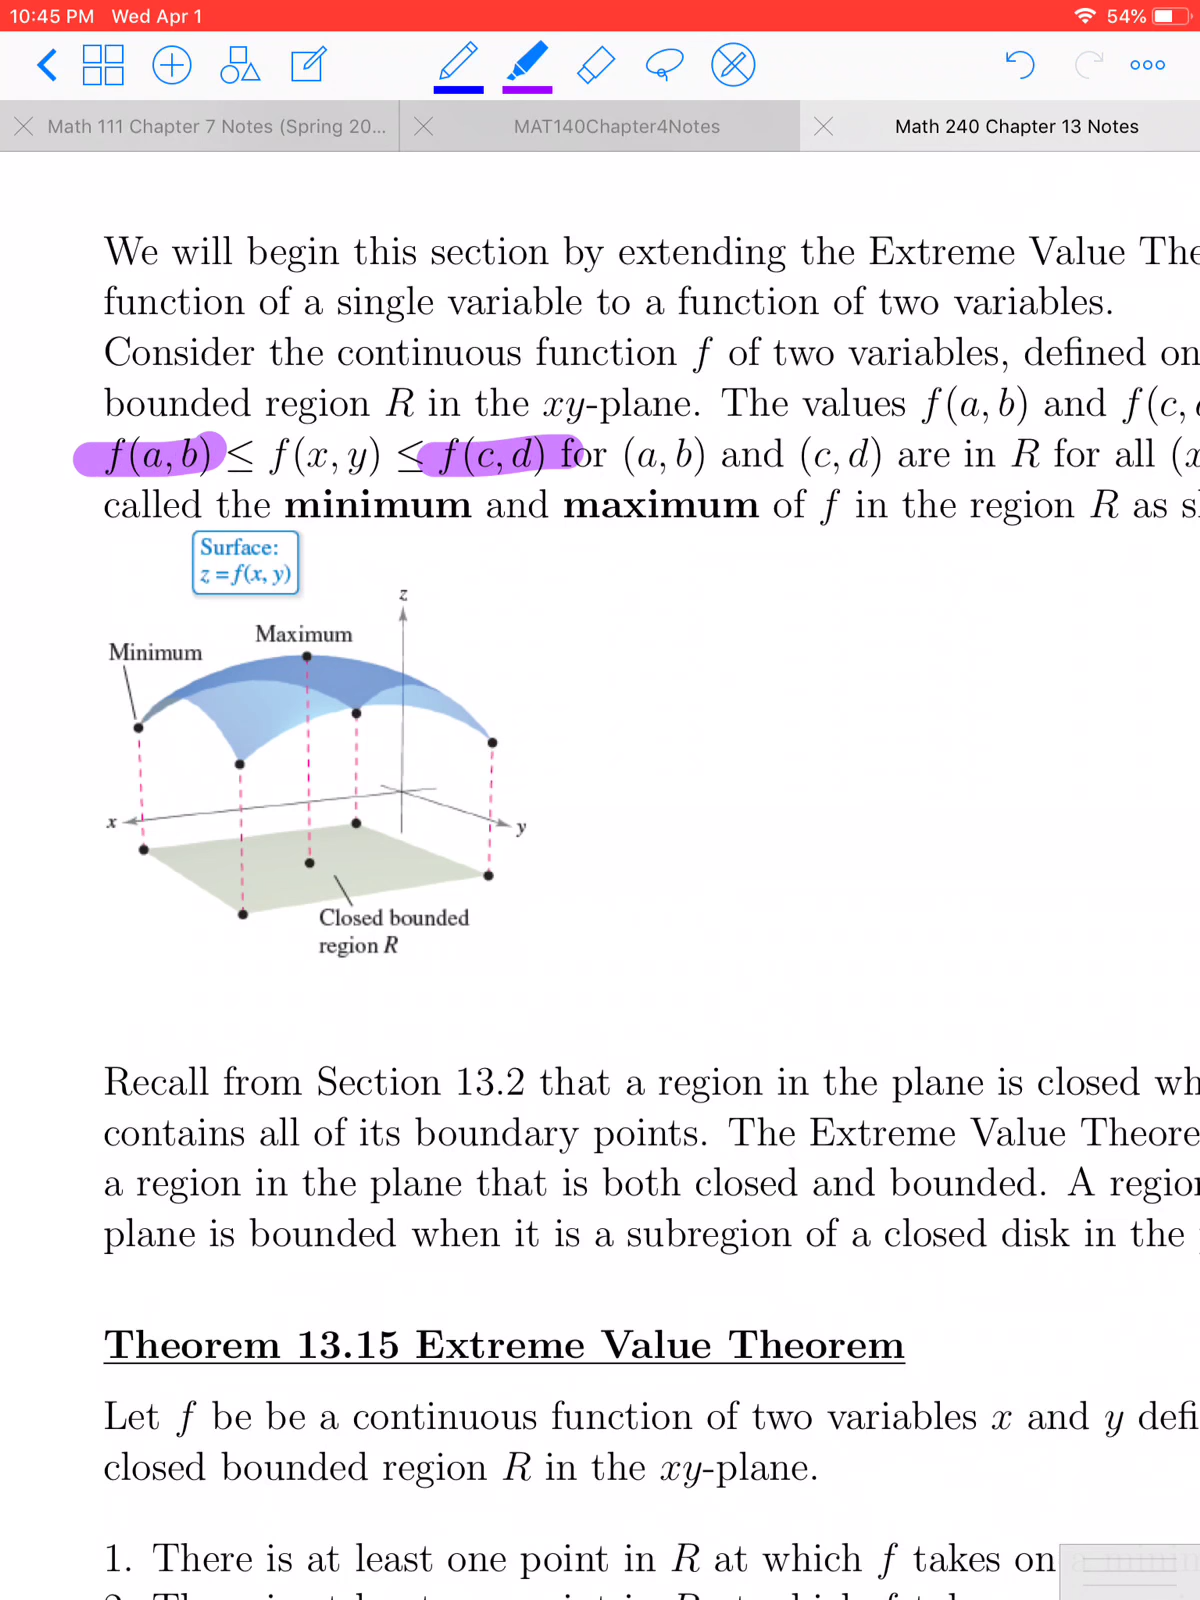 10:45 PM Wed Apr 1 54%
Math 111 Chapter 7 Notes (Spring 20... MAT140Chapter4Notes Math 240 Chapter 13 Notes
We will begin this section by extending the Extreme Value
function of a single variable to a function of two variables.
Consider the continuous function f of two variables, defined on
bounded region R in the xy-plane. The values f(a, b) and f(c,
f(a, b) ≤ f(x, y) ≤ f(c, d) for (a, b) and (c, d) are in R for all (x
called the minimum and maximum of f in the region R as
Surface:
z = f(x, y)
z
Maximum
Minimum
x
y
Closed bounded
region R
Recall from Section 13.2 that a region in the plane is closed
contains all of its boundary points. The Extreme Value
a region in the plane that is both closed and bounded. A
plane is bounded when it is a subregion of a closed disk in the
Theorem 13.15 Extreme Value Theorem
Let f be be a continuous function of two variables x and y
closed bounded region R in the xy-plane.
1. There is at least one point in R at which f takes on a